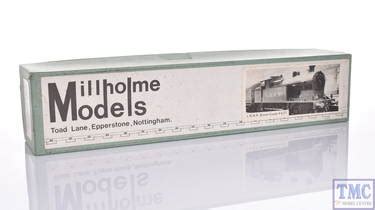 Millholme
Models
Toad Lane, Epperstone, Nottingham.
TMC